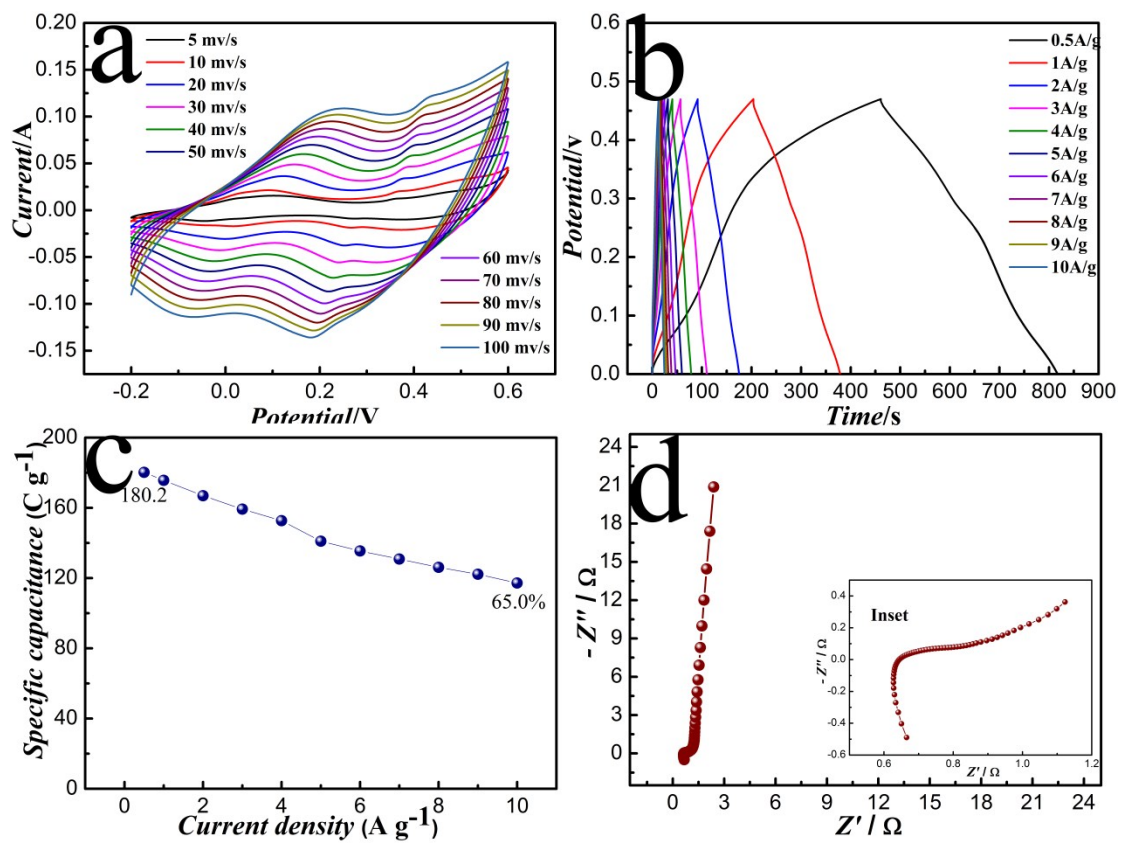 a
0.20
0.15
0.10
0.05
0.00
-0.05
-0.10
-0.15
Current/A
5 mv/s
10 mv/s
20 mv/s
30 mv/s
40 mv/s
50 mv/s
60 mv/s
70 mv/s
80 mv/s
90 mv/s
100 mv/s
-0.2 0.0 0.2 0.4 0.6
Potential/V
b
0.6
0.5
0.4
0.3
0.2
0.1
0.0
Potential/v
0.5A/g
1A/g
2A/g
3A/g
4A/g
5A/g
6A/g
7A/g
8A/g
9A/g
10A/g
0 100 200 300 400 500 600 700 800 900
Time/s
c
200
160
120
80
40
0
Specific capacitance (C g-1)
180.2
65.0%
0 2 4 6 8 10
Current density (A g-1)
d
24
21
18
15
12
9
6
3
0
- Z'' / Ω
0 3 6 9 12 15 18 21 24
Z' / Ω
Inset
0.4
0.2
0.0
-0.2
-0.4
-0.6
- Z'' / Ω
0.6 0.8 1.0 1.2
Z' / Ω